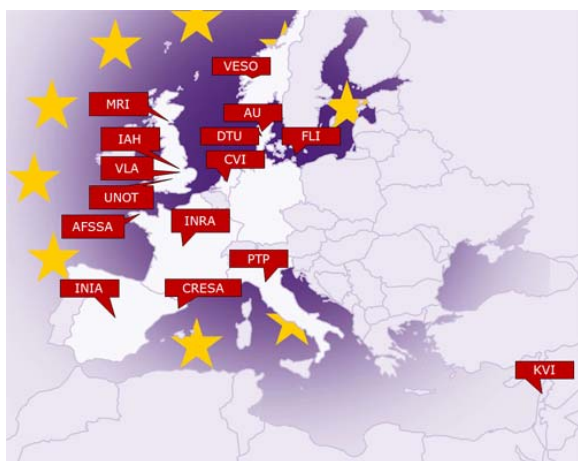 VESO
MRI
AU
IAH
DTU
FLI
CVI
VLA
UNOT
AFSSA
INRA
PTP
INIA
CRESA
KVI